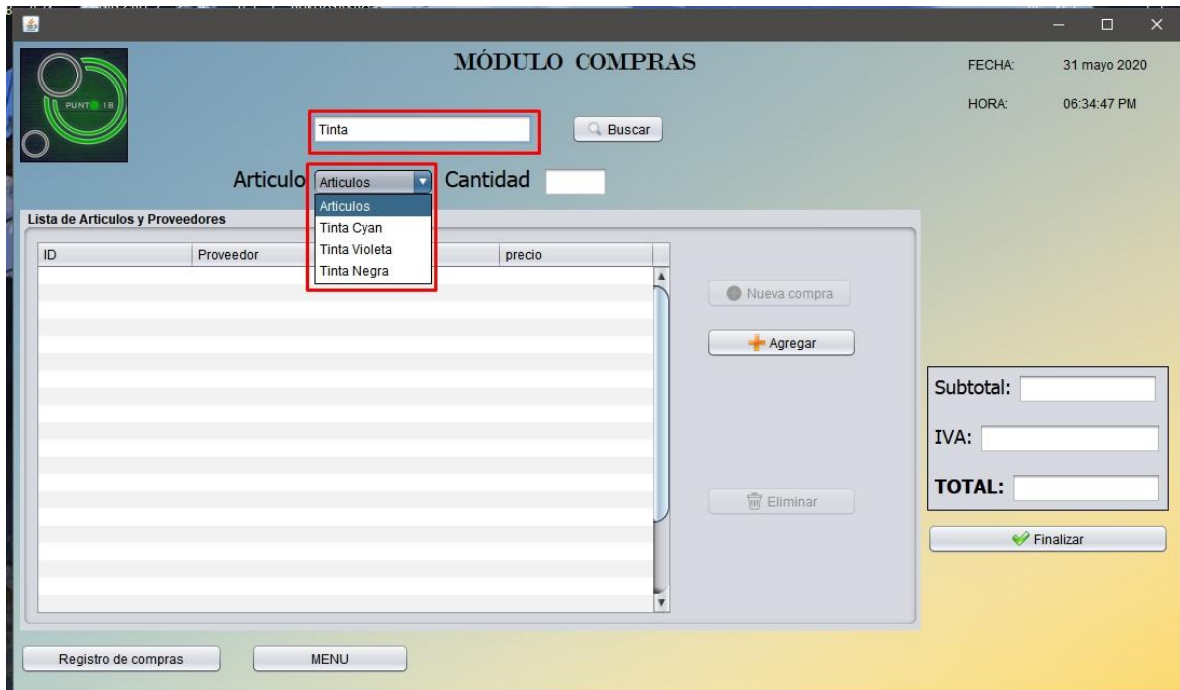 MÓDULO COMPRAS
FECHA: 31 mayo 2020
HORA: 06:34:47 PM
PUNTO 18
Tinta
Buscar
Articulo Articulos Cantidad
Articulos
Tinta Cyan
Tinta Violeta
Tinta Negra
Lista de Articulos y Proveedores
ID Proveedor precio
Nueva compra
Agregar
Eliminar
Subtotal:
IVA:
TOTAL:
Finalizar
Registro de compras MENU